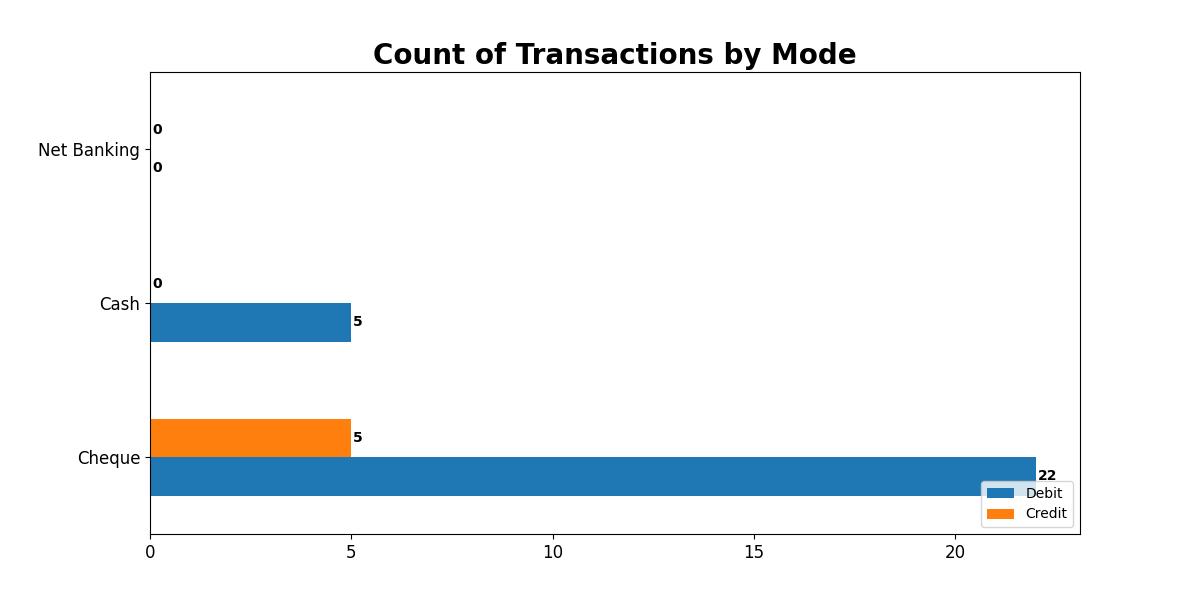 Count of Transactions by Mode
0
Net Banking
0
0
Cash
5
5
Cheque
22
Debit
Credit
0 5 10 15 20